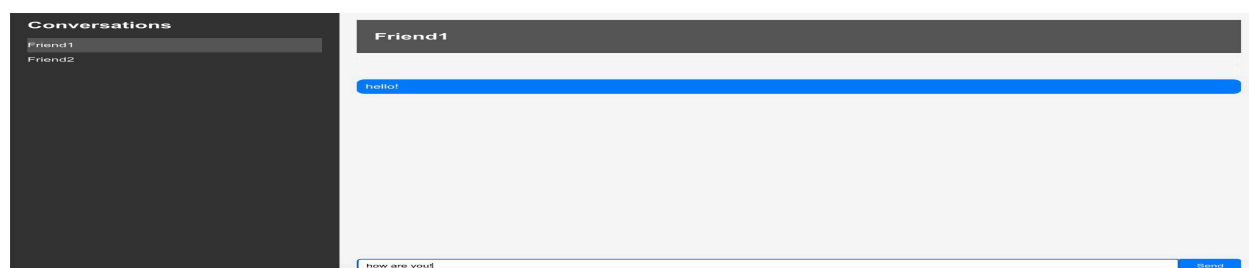 Conversations
Friend1
Friend2
Friend1
hello!
how are you!
Send